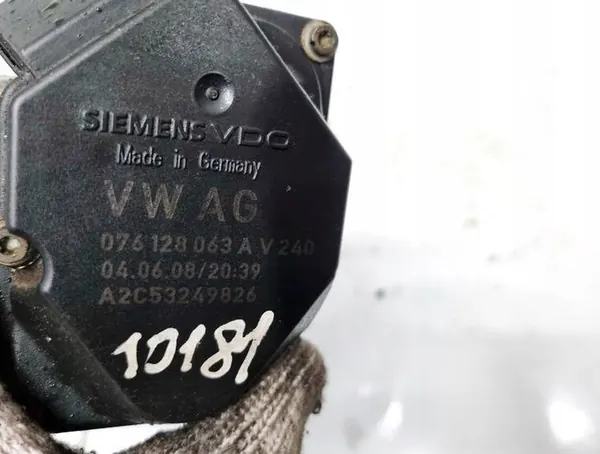 SIEMENS VDO
Made in Germany
VW AG
076 128 063 A V 240
04.06.08/20:39
A2C53249826
10181